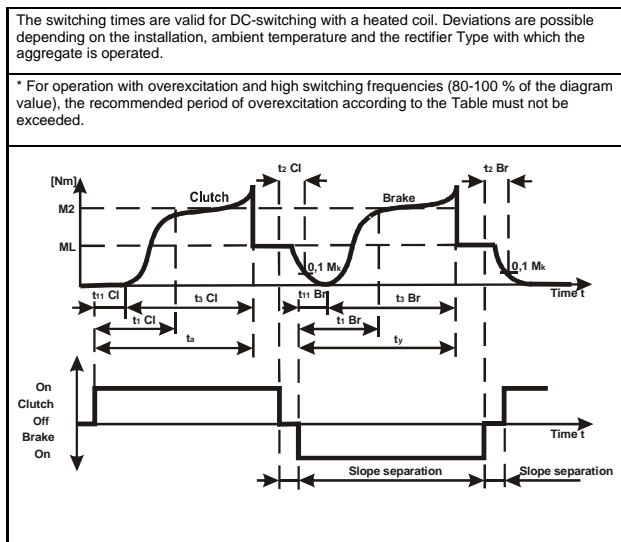 The switching times are valid for DC-switching with a heated coil. Deviations are possible
depending on the installation, ambient temperature and the rectifier Type with which the
aggregate is operated.
* For operation with overexcitation and high switching frequencies (80-100 % of the diagram
value), the recommended period of overexcitation according to the Table must not be
exceeded.
t2 Cl
t2 Br
[Nm]
Clutch
Brake
M2
ML
0,1 Mk
0,1 Mk
Time t
t11 Cl
t3 Cl
t11 Br
t3 Br
t1 Cl
t1 Br
ta
ty
On
Clutch
Off
Brake
On
Time t
Slope separation
Slope separation